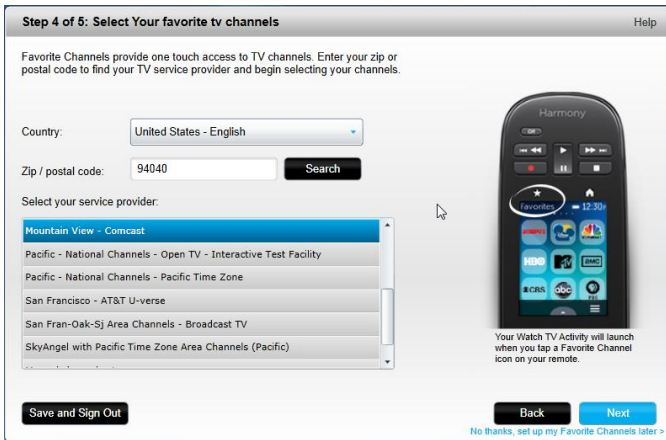 Step 4 of 5: Select Your favorite tv channels
Help
Favorite Channels provide one touch access to TV channels. Enter your zip or
postal code to find your TV service provider and begin selecting your channels.
Country:
United States - English
Zip / postal code:
94040
Search
Select your service provider:
Mountain View - Comcast
Pacific - National Channels - Open TV - Interactive Test Facility
Pacific - National Channels - Pacific Time Zone
San Francisco - AT&T U-verse
San Fran-Oak-Sj Area Channels - Broadcast TV
SkyAngel with Pacific Time Zone Area Channels (Pacific)
Harmony
Off
Favorites
12:30
HBO
MTV
AMC
CBS
abc
PBS
Your Watch TV Activity will launch
when you tap a Favorite Channel
icon on your remote.
Save and Sign Out
Back
Next
No thanks, set up my Favorite Channels later >